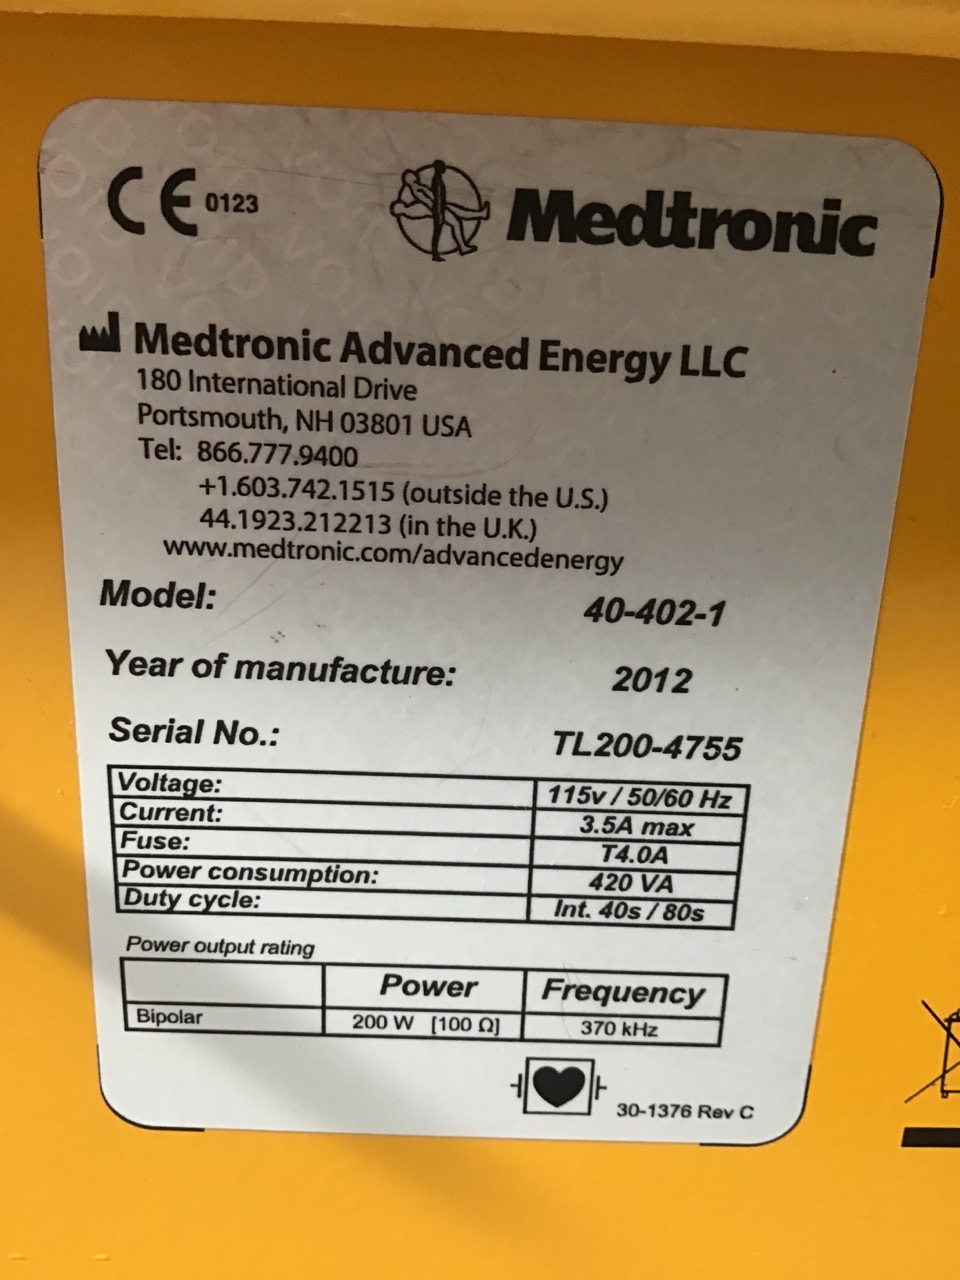 CE 0123
Medtronic
Medtronic Advanced Energy LLC
180 International Drive
Portsmouth, NH 03801 USA
Tel: 866.777.9400
+1.603.742.1515 (outside the U.S.)
44.1923.212213 (in the U.K.)
www.medtronic.com/advancedenergy
Model: 40-402-1
Year of manufacture: 2012
Serial No.: TL200-4755
Voltage: 115v / 50/60 Hz
Current: 3.5A max
Fuse: T4.0A
Power consumption: 420 VA
Duty cycle: Int. 40s / 80s
Power output rating
Power Frequency
Bipolar 200 W [100 Ω] 370 kHz
30-1376 Rev C